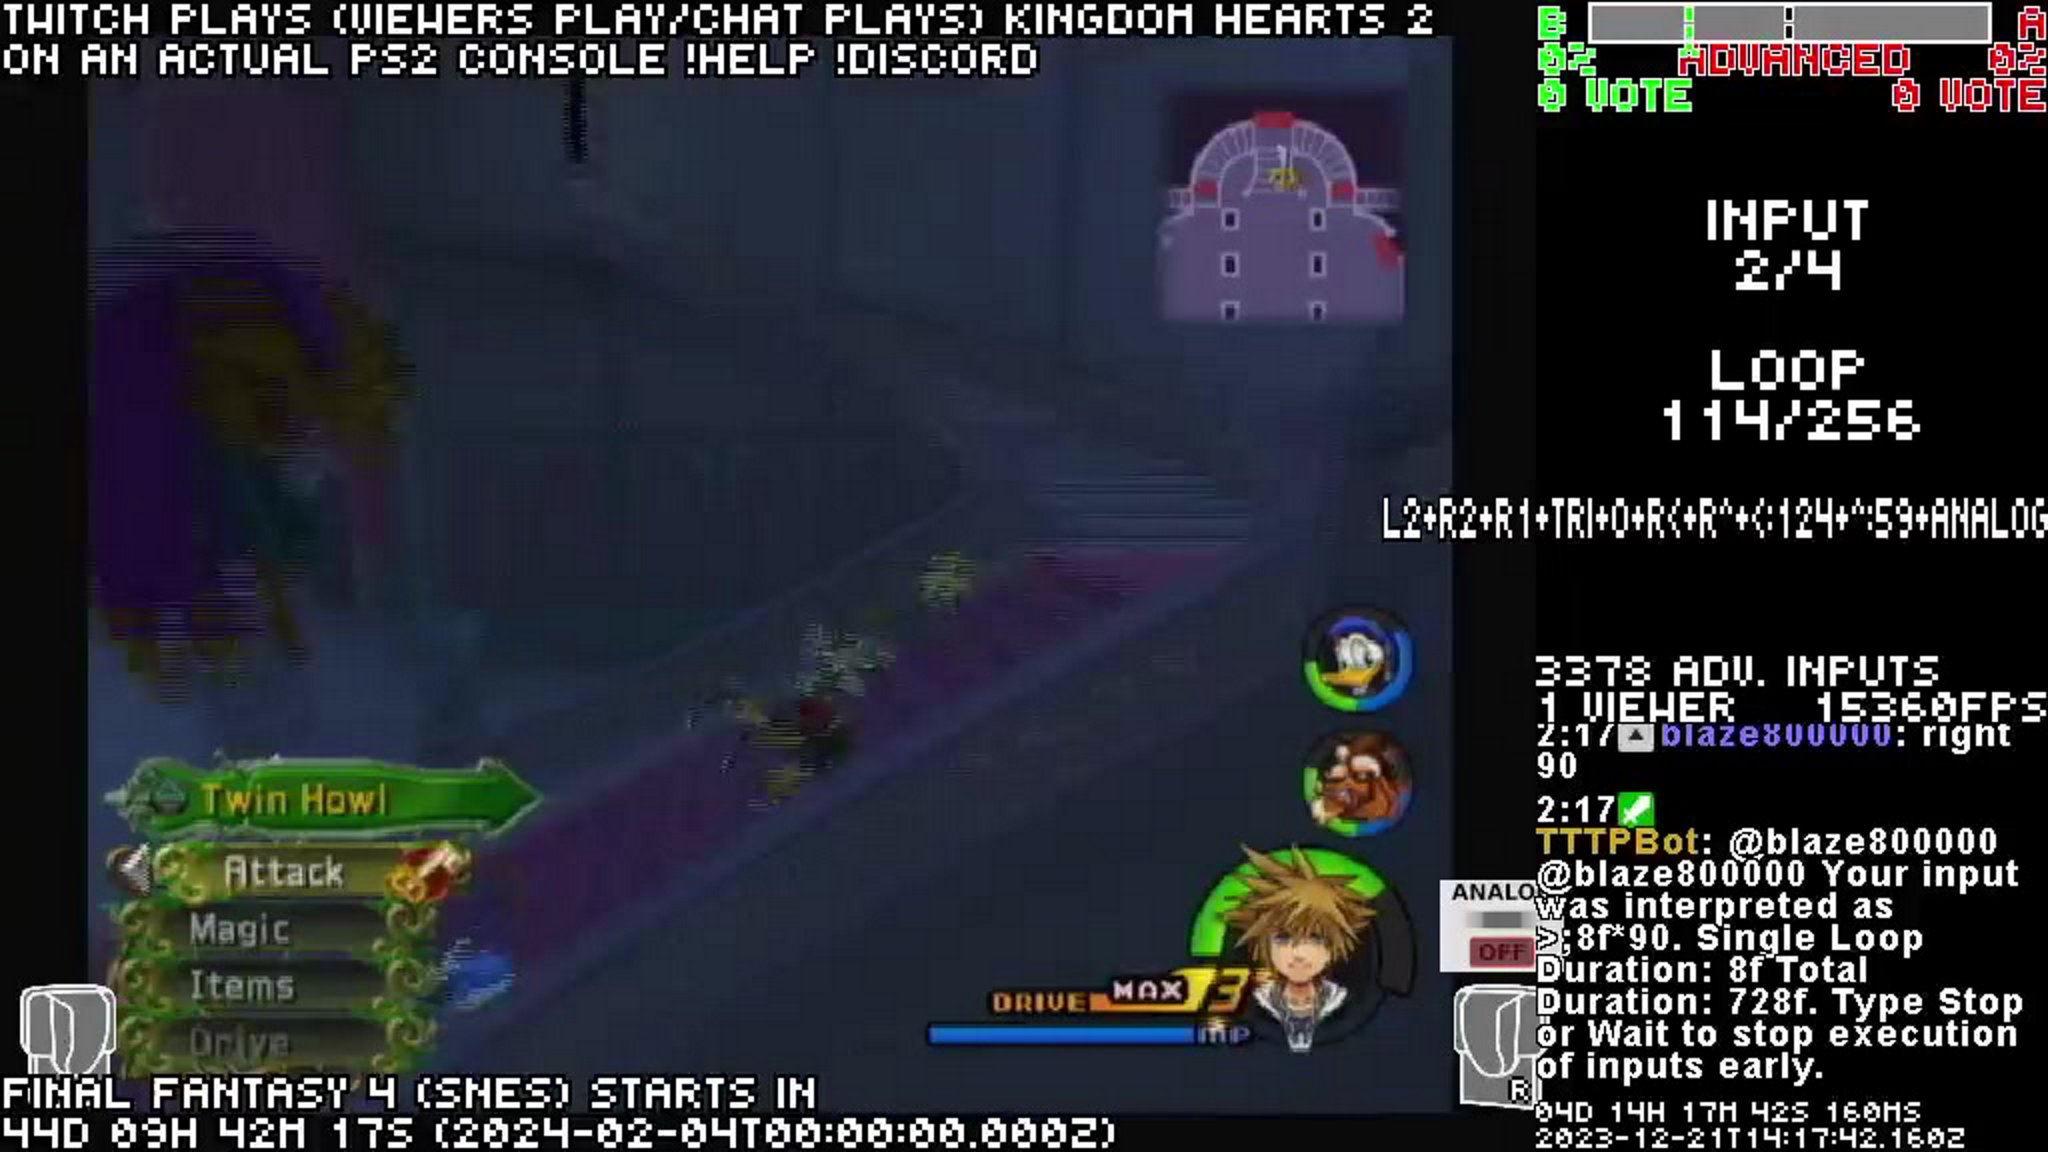 TWITCH PLAYS (VIEWERS PLAY/CHAT PLAYS) KINGDOM HEARTS 2
ON AN ACTUAL PS2 CONSOLE !HELP !DISCORD
B A
0% ADVANCED 0%
0 VOTE 0 VOTE
INPUT
2/4
LOOP
114/256
L2+R2+R1+TRI+O+R<+R^+<:124+^:59+ANALOG
3378 ADV. INPUTS
1 VIEWER 15360FPS
2:17 blaze800000: right
90
2:17
TTTPBot: @blaze800000
@blaze800000 Your input
was interpreted as
>;8f*90. Single Loop
Duration: 8f Total
Duration: 728f. Type Stop
or Wait to stop execution
of inputs early.
04D 14H 17M 42S 160MS
2023-12-21T14:17:42.160Z
Twin Howl
Attack
Magic
Items
Drive
DRIVE MAX 3
MP
ANALO
OFF
R
FINAL FANTASY 4 (SNES) STARTS IN
44D 09H 42M 17S (2024-02-04T00:00:00.000Z)